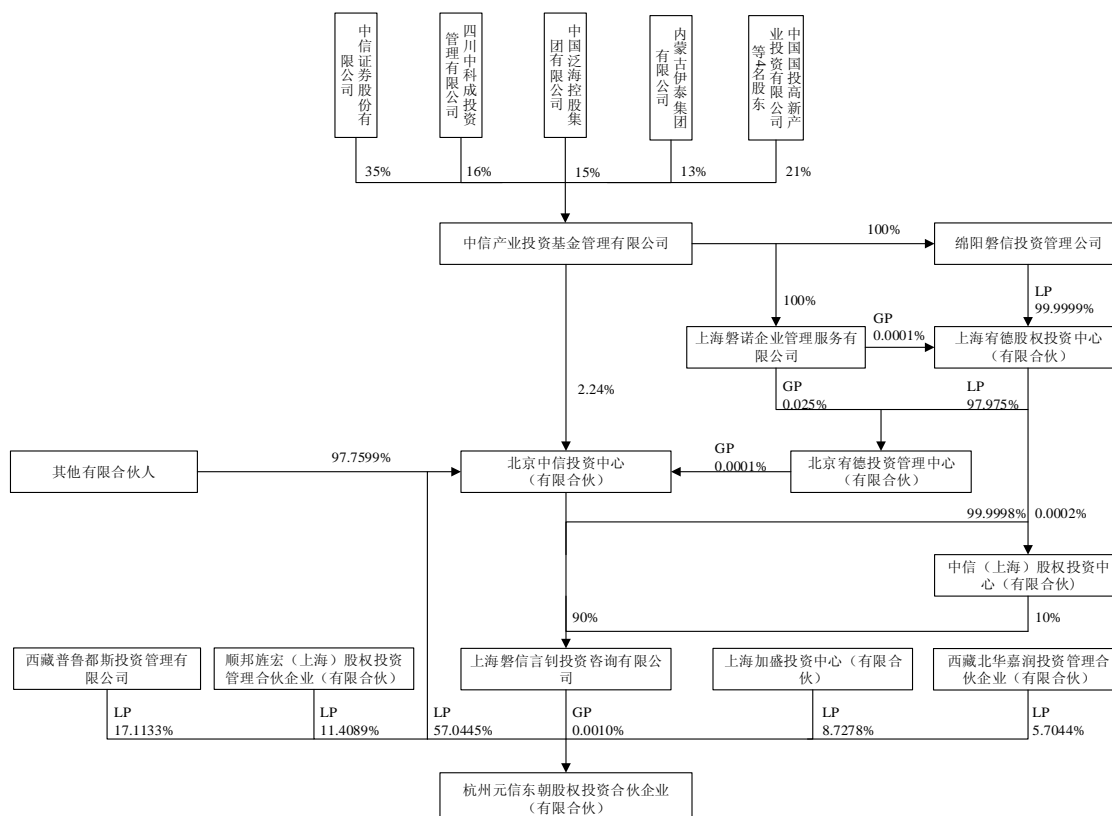 中信证券股份有
限公司
四川中科成投资
管理有限公司
中国泛海控股集
团有限公司
内蒙古伊泰集团
有限公司
中国国投高新产
业投资有限公司
等4名股东
35%
16%
15%
13%
21%
中信产业投资基金管理有限公司
100%
绵阳磐信投资管理公司
100%
LP
99.9999%
上海磐诺企业管理服务有
限公司
GP
0.0001%
上海宥德股权投资中心
（有限合伙）
2.24%
GP
0.025%
LP
97.975%
其他有限合伙人
97.7599%
北京中信投资中心
（有限合伙）
GP
0.0001%
北京宥德投资管理中心
（有限合伙）
99.9998%
0.0002%
中信（上海）股权投资中
心（有限合伙）
90%
10%
西藏普鲁都斯投资管理有
限公司
顺邦旌宏（上海）股权投资
管理合伙企业（有限合伙）
上海磐信言钊投资咨询有限公
司
上海加盛投资中心（有限合
伙）
西藏北华嘉润投资管理合
伙企业（有限合伙）
LP
17.1133%
LP
11.4089%
LP
57.0445%
GP
0.0010%
LP
8.7278%
LP
5.7044%
杭州元信东朝股权投资合伙企业
（有限合伙）